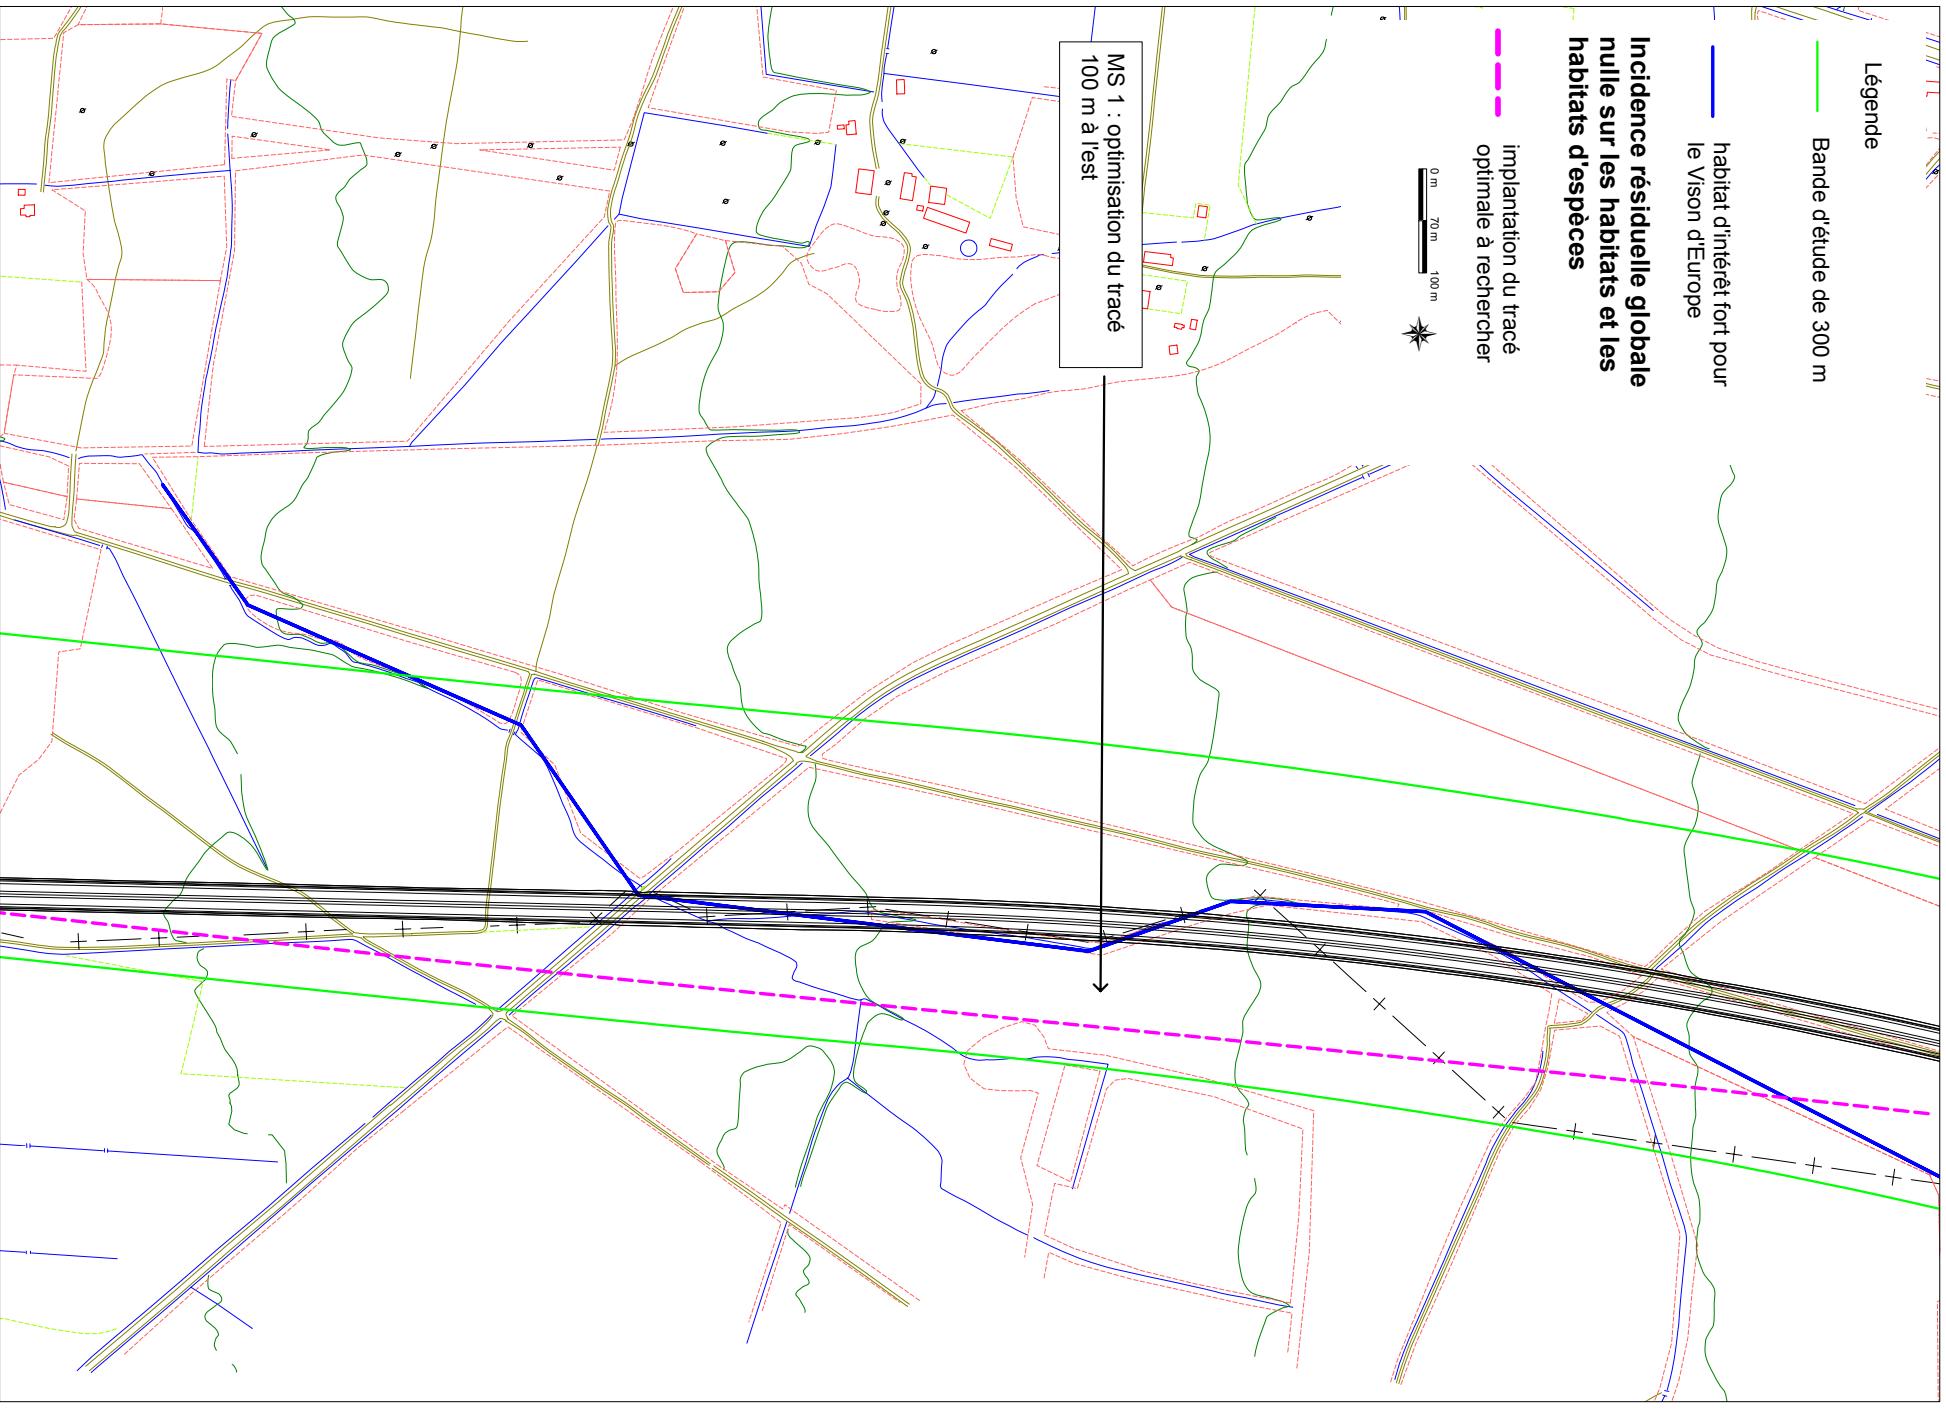 Légende
Bande d'étude de 300 m
habitat d'intérêt fort pour
le Vison d'Europe
Incidence résiduelle globale
nulle sur les habitats et les
habitats d'espèces
implantation du tracé
optimale à rechercher
0 m 70 m 100 m
MS 1 : optimisation du tracé
100 m à l'est